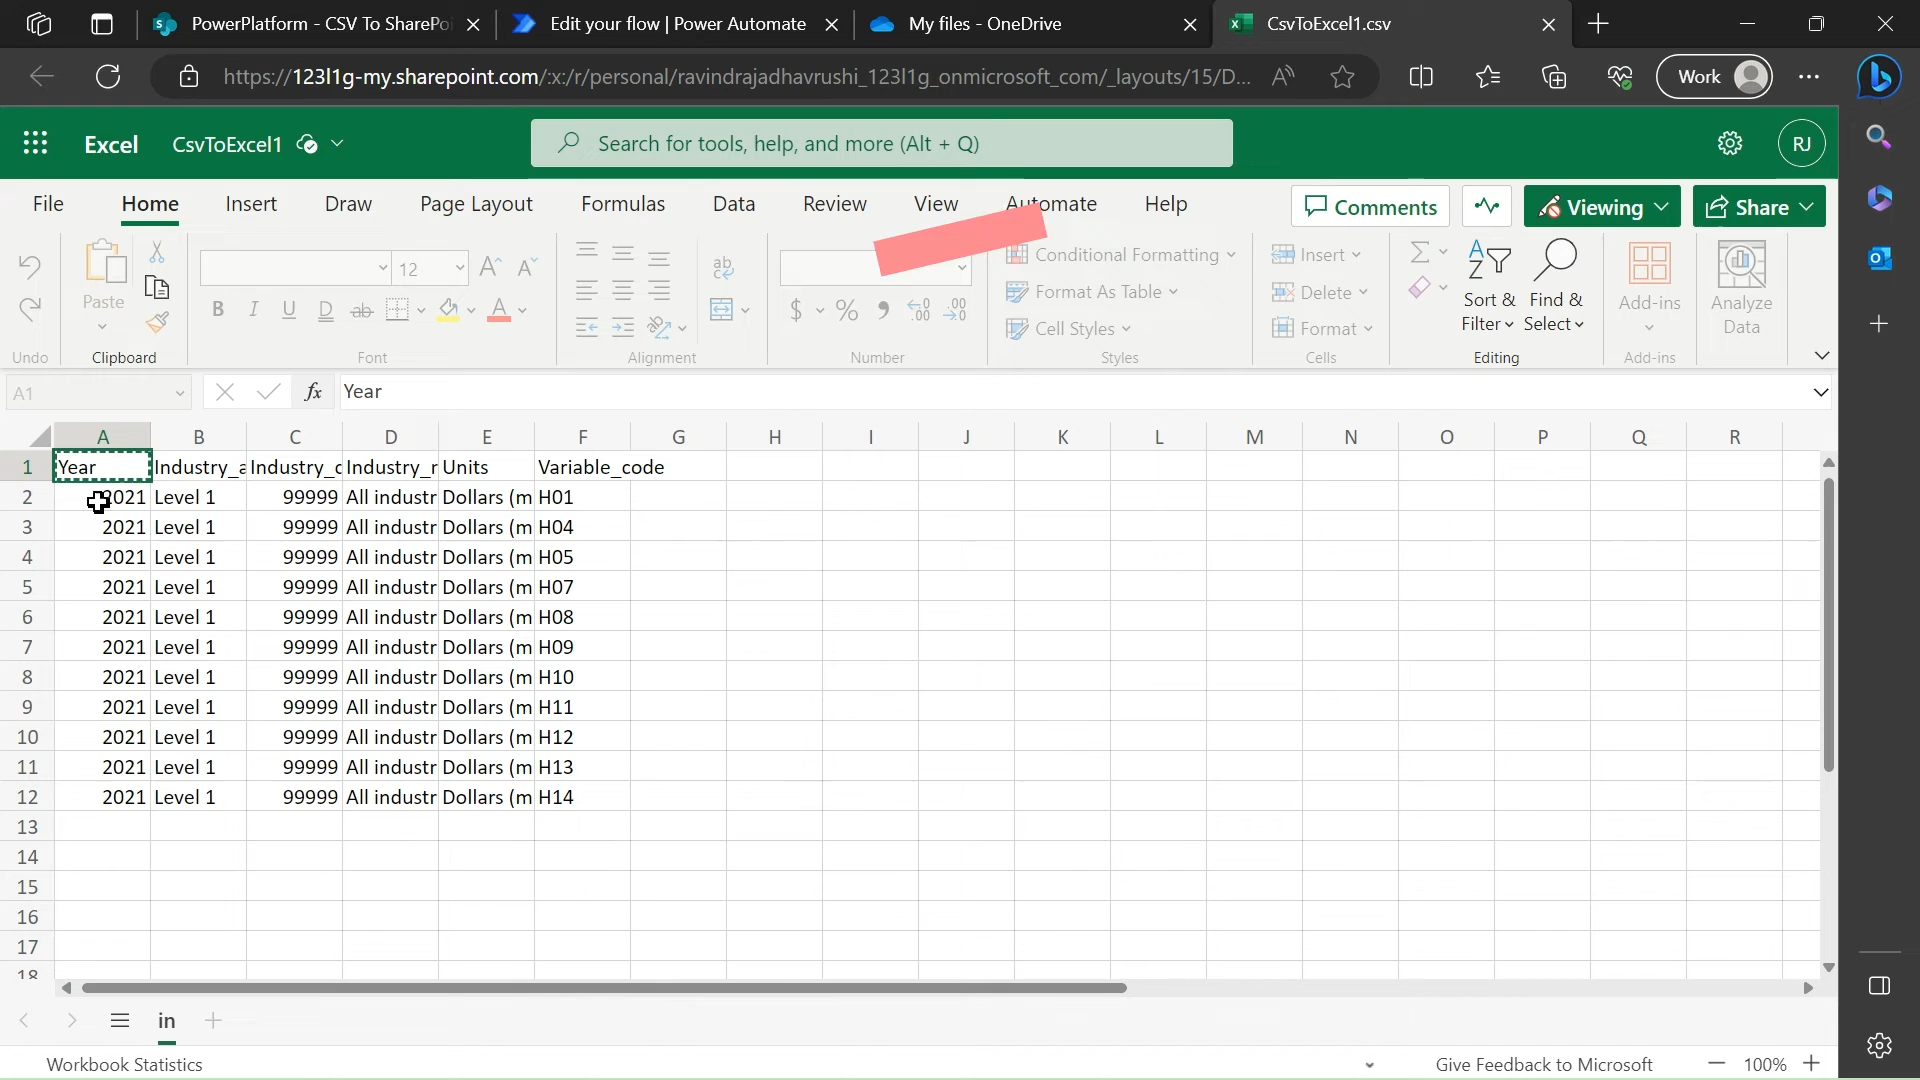 PowerPlatform - CSV To SharePoi
Edit your flow | Power Automate
My files - OneDrive
CsvToExcel1.csv
https://123l1g-my.sharepoint.com/:x:/r/personal/ravindrajadhavrushi_123l1g_onmicrosoft_com/_layouts/15/D...
Work
Excel
CsvToExcel1
Search for tools, help, and more (Alt + Q)
RJ
File
Home
Insert
Draw
Page Layout
Formulas
Data
Review
View
Automate
Help
Comments
Viewing
Share
Paste
12
Conditional Formatting
Format As Table
Cell Styles
Insert
Delete
Format
Sort & Filter
Find & Select
Add-ins
Analyze Data
Undo
Clipboard
Font
Alignment
Number
Styles
Cells
Editing
Add-ins
A1
fx
Year
A B C D E F G H I J K L M N O P Q R
1 Year Industry_a Industry_c Industry_r Units Variable_code
2 2021 Level 1 99999 All industr Dollars (m H01
3 2021 Level 1 99999 All industr Dollars (m H04
4 2021 Level 1 99999 All industr Dollars (m H05
5 2021 Level 1 99999 All industr Dollars (m H07
6 2021 Level 1 99999 All industr Dollars (m H08
7 2021 Level 1 99999 All industr Dollars (m H09
8 2021 Level 1 99999 All industr Dollars (m H10
9 2021 Level 1 99999 All industr Dollars (m H11
10 2021 Level 1 99999 All industr Dollars (m H12
11 2021 Level 1 99999 All industr Dollars (m H13
12 2021 Level 1 99999 All industr Dollars (m H14
13
14
15
16
17
18
in
Workbook Statistics
Give Feedback to Microsoft
100%